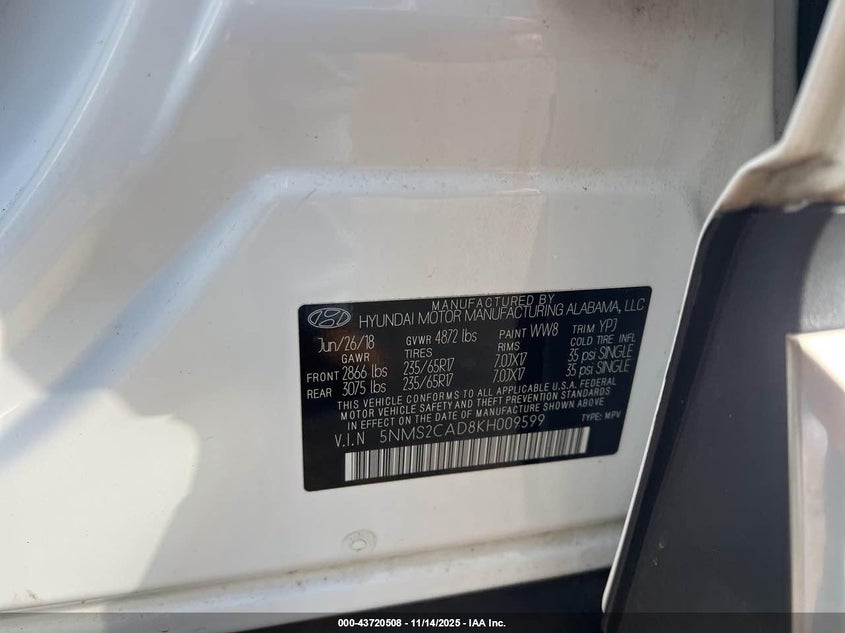 MANUFACTURED BY
HYUNDAI MOTOR MANUFACTURING ALABAMA, LLC
Jun/26/18 GVWR 4872 lbs PAINT WW8 TRIM YPJ
GAWR TIRES RIMS COLD TIRE INFL
FRONT 2866 lbs 235/65R17 7.0JX17 35 psi SINGLE
REAR 3075 lbs 235/65R17 7.0JX17 35 psi SINGLE
THIS VEHICLE CONFORMS TO ALL APPLICABLE U.S.A. FEDERAL
MOTOR VEHICLE SAFETY AND THEFT PREVENTION STANDARDS
IN EFFECT ON THE DATE OF MANUFACTURE SHOWN ABOVE.
V.I.N 5NMS2CAD8KH009599 TYPE: MPV
000-43720508 - 11/14/2025 - IAA Inc.